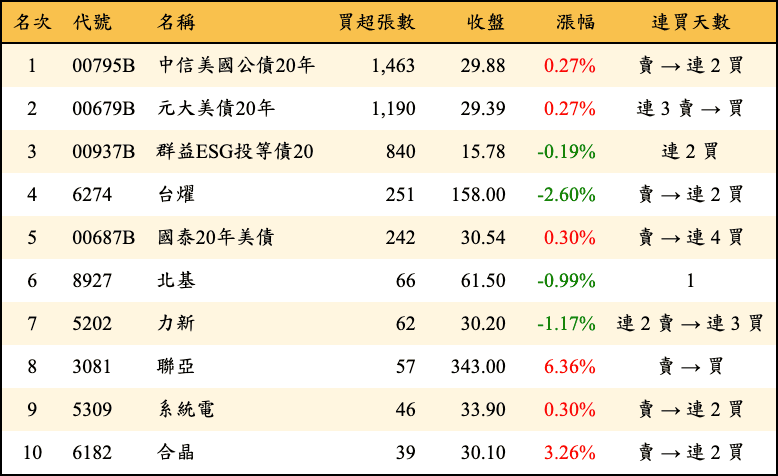 名次 代號 名稱 買超張數 收盤 漲幅 連買天數
1 00795B 中信美國公債20年 1,463 29.88 0.27% 賣 → 連 2 買
2 00679B 元大美債20年 1,190 29.39 0.27% 連 3 賣 → 買
3 00937B 群益ESG投等債20 840 15.78 -0.19% 連 2 買
4 6274 台燿 251 158.00 -2.60% 賣 → 連 2 買
5 00687B 國泰20年美債 242 30.54 0.30% 賣 → 連 4 買
6 8927 北基 66 61.50 -0.99% 1
7 5202 力新 62 30.20 -1.17% 連 2 賣 → 連 3 買
8 3081 聯亞 57 343.00 6.36% 賣 → 買
9 5309 系統電 46 33.90 0.30% 賣 → 連 2 買
10 6182 合晶 39 30.10 3.26% 賣 → 連 2 買